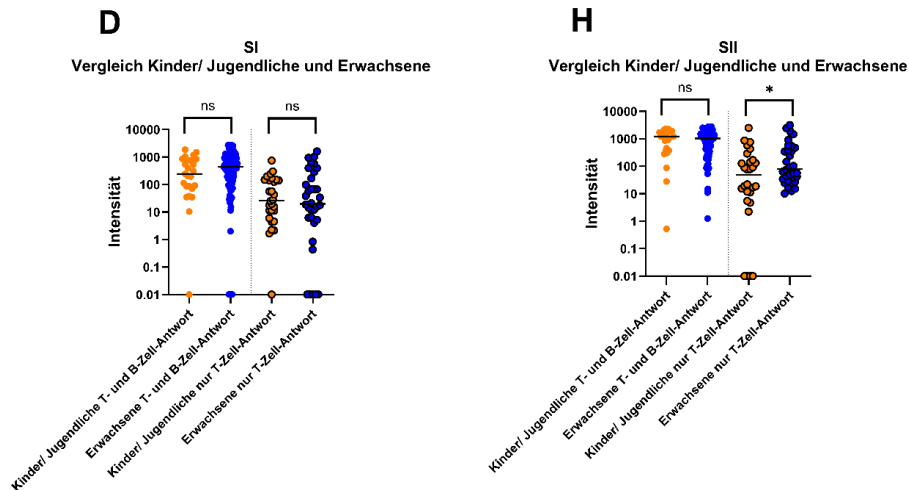 D
SI
Vergleich Kinder/ Jugendliche und Erwachsene
ns
ns
Intensität
10000
1000
100
10
1
0.1
0.01
Kinder/ Jugendliche T- und B-Zell-Antwort
Erwachsene T- und B-Zell-Antwort
Kinder/ Jugendliche nur T-Zell-Antwort
Erwachsene nur T-Zell-Antwort
H
SII
Vergleich Kinder/ Jugendliche und Erwachsene
ns
*
Intensität
10000
1000
100
10
1
0.1
0.01
Kinder/ Jugendliche T- und B-Zell-Antwort
Erwachsene T- und B-Zell-Antwort
Kinder/ Jugendliche nur T-Zell-Antwort
Erwachsene nur T-Zell-Antwort